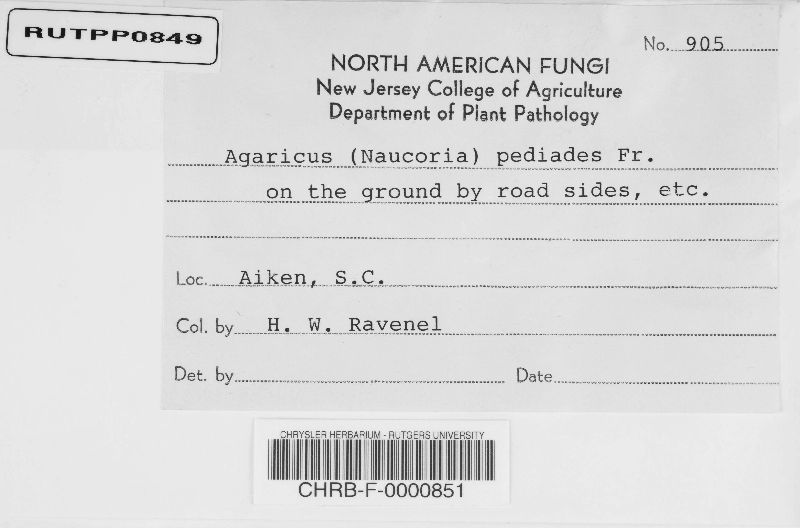 RUTPP0849
No. 905
NORTH AMERICAN FUNGI
New Jersey College of Agriculture
Department of Plant Pathology
Agaricus (Naucoria) pediades Fr.
on the ground by road sides, etc.
Loc. Aiken, S.C.
Col. by H. W. Ravenel
Det. by Date
CHRYSLER HERBARIUM - RUTGERS UNIVERSITY
CHRB-F-0000851